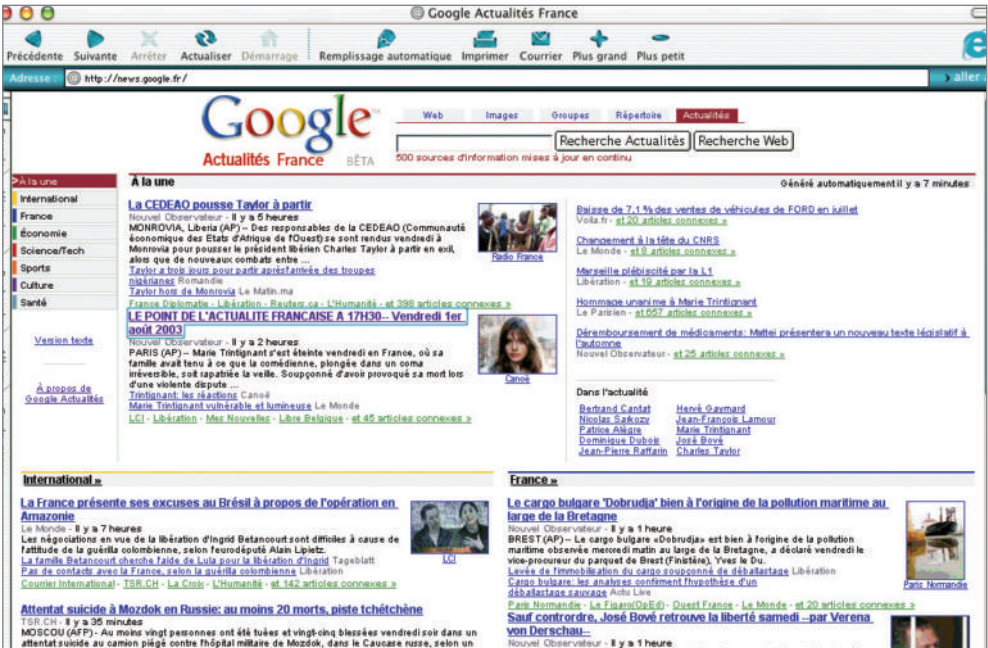 Google Actualités France
Précédente Suivante Arrêter Actualiser Démarrage Remplissage automatique Imprimer Courrier Plus grand Plus petit
Adresse : http://news.google.fr/ aller
Google
Actualités France BÊTA
Web Images Groupes Répertoire Actualités
Recherche Actualités Recherche Web
500 sources d'information mises à jour en continu
>À la une
International
France
Économie
Science/Tech
Sports
Culture
Santé
Version texte
À propos de
Google Actualités
À la une
Généré automatiquement il y a 7 minutes
La CEDEAO pousse Taylor à partir
Nouvel Observateur - Il y a 5 heures
MONROVIA, Liberia (AP) -- Des responsables de la CEDEAO (Communauté
économique des Etats d'Afrique de l'Ouest) se sont rendus vendredi à
Monrovia pour pousser le président libérien Charles Taylor à partir en exil,
alors que de nouveaux combats entre ...
Taylor a trois jours pour partir après l'arrivée des troupes
nigérianes Romandie
Taylor hors de Monrovia Le Matin.ma
France Diplomatie - Libération - Reuters.ca - L'Humanité - et 398 articles connexes »
Radio France
LE POINT DE L'ACTUALITE FRANCAISE A 17H30-- Vendredi 1er
août 2003
Nouvel Observateur - Il y a 2 heures
PARIS (AP) -- Marie Trintignant s'est éteinte vendredi en France, où sa
famille avait tenu à ce que la comédienne, plongée dans un coma
irréversible, soit rapatriée la veille. Soupçonné d'avoir provoqué sa mort lors
d'une violente dispute ...
Trintignant: les réactions Canoë
Marie Trintignant vulnérable et lumineuse Le Monde
LCI - Libération - Mes Nouvelles - Libre Belgique - et 45 articles connexes »
Canoë
Baisse de 7,1 % des ventes de véhicules de FORD en juillet
Voila.fr - et 20 articles connexes »
Changement à la tête du CNRS
Le Monde - et 8 articles connexes »
Marseille plébiscité par la L1
Libération - et 19 articles connexes »
Hommage unanime à Marie Trintignant
Le Parisien - et 657 articles connexes »
Déremboursement de médicaments: Mattei présentera un nouveau texte législatif à
l'automne
Nouvel Observateur - et 25 articles connexes »
Dans l'actualité
Bertrand Cantat Hervé Gaymard
Nicolas Sarkozy Jean-François Lamour
Patrice Alègre Marie Trintignant
Dominique Dubois José Bové
Jean-Pierre Raffarin Charles Taylor
International »
La France présente ses excuses au Brésil à propos de l'opération en
Amazonie
Le Monde - Il y a 7 heures
Les négociations en vue de la libération d'Ingrid Betancourt sont difficiles à cause de
l'attitude de la guérilla colombienne, selon l'eurodéputé Alain Lipietz.
La famille Betancourt cherche l'aide de Lula pour la libération d'Ingrid Tageblatt
Pas de contacts avec la France, selon la guérilla colombienne Libération
Courrier International - TSR.CH - La Croix - L'Humanité - et 142 articles connexes »
LCI
Attentat suicide à Mozdok en Russie: au moins 20 morts, piste tchétchène
TSR.CH - Il y a 35 minutes
MOSCOU (AFP) - Au moins vingt personnes ont été tuées et vingt-cinq blessées vendredi soir dans un
attentat suicide au camion piégé contre l'hôpital militaire de Mozdok, dans le Caucase russe, selon un
France »
Le cargo bulgare 'Dobrudja' bien à l'origine de la pollution maritime au
large de la Bretagne
Nouvel Observateur - Il y a 1 heure
BREST (AP) -- Le cargo bulgare «Dobrudja» est bien à l'origine de la pollution
maritime observée mercredi matin au large de la Bretagne, a déclaré vendredi le
vice-procureur du parquet de Brest (Finistère), Yves le Du.
Levée de l'immobilisation du cargo soupçonné de déballastage Libération
Cargo bulgare: les analyses confirment l'hypothèse d'un
déballastage sauvage Actu Live
Paris Normandie - Le Figaro(OpEd) - Ouest France - Le Monde - et 20 articles connexes »
Paris Normandie
Sauf contrordre, José Bové retrouve la liberté samedi --par Verena
von Derschau--
Nouvel Observateur - Il y a 1 heure